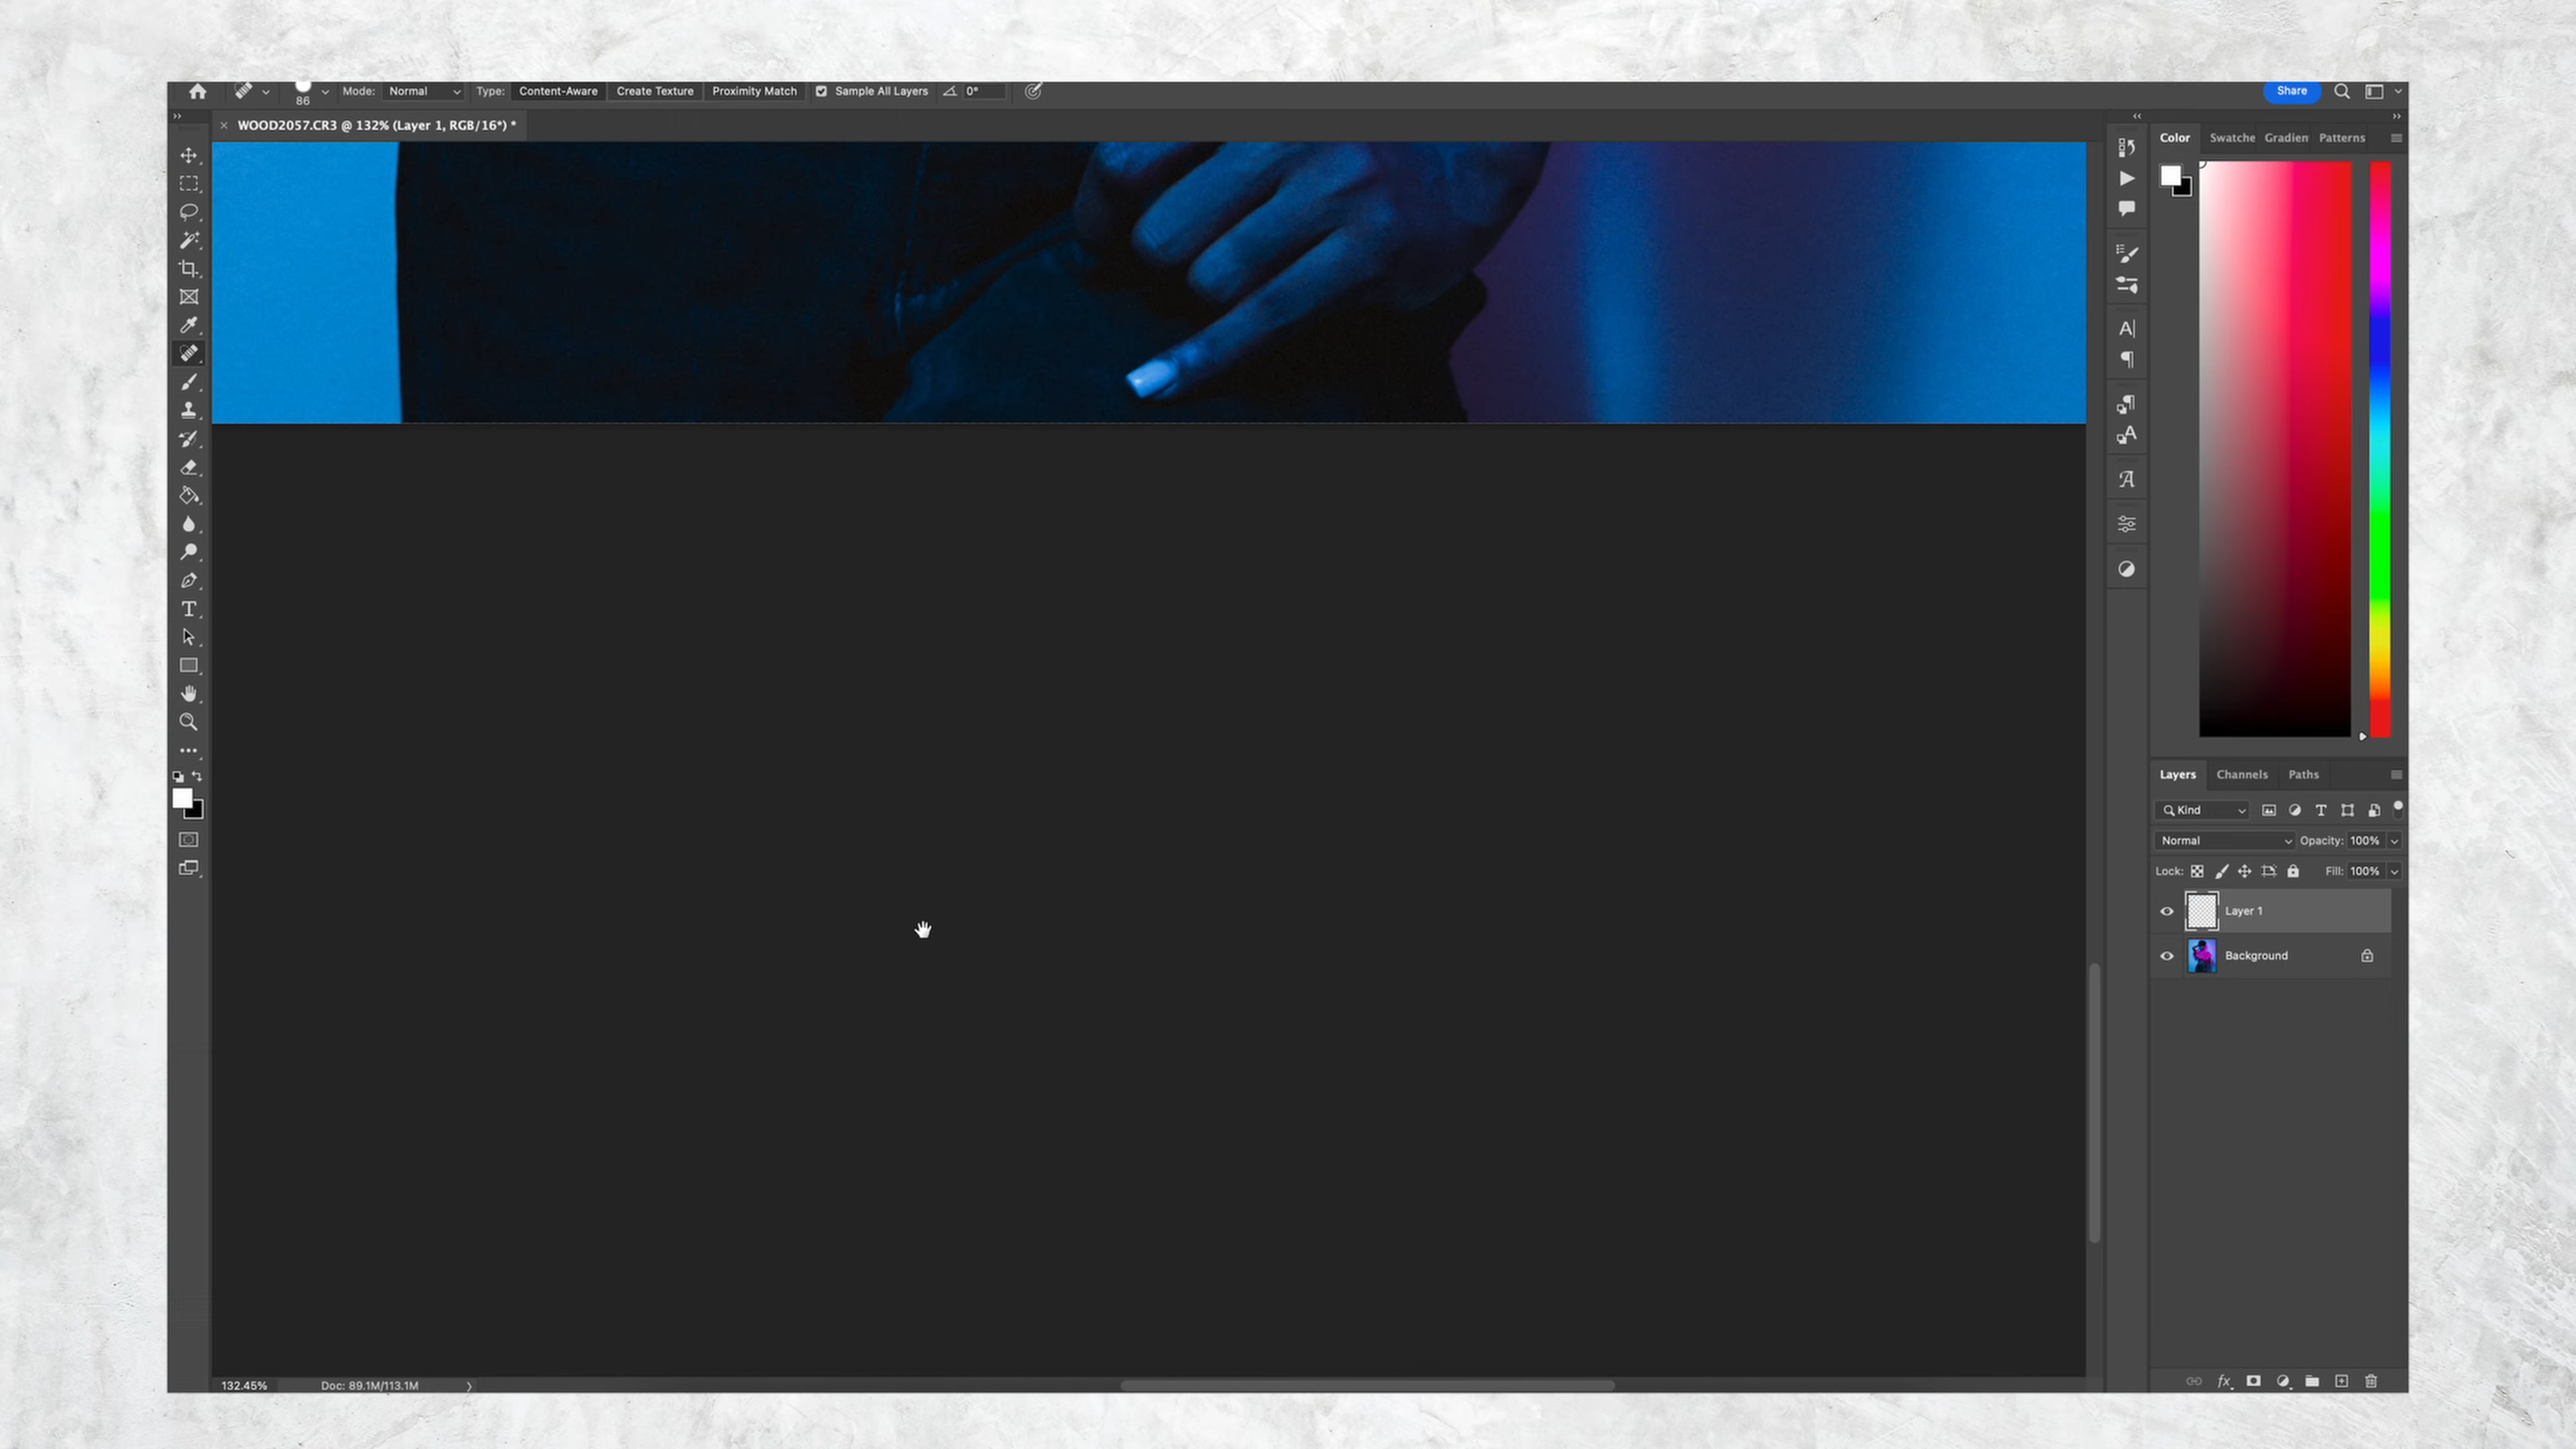 86 Mode: Normal Type: Content-Aware Create Texture Proximity Match Sample All Layers 0° Share
WOOD2057.CR3 @ 132% (Layer 1, RGB/16*) *
Color Swatche Gradien Patterns
Layers Channels Paths
Kind
Normal Opacity: 100%
Lock: Fill: 100%
Layer 1
Background
132.45% Doc: 89.1M/113.1M